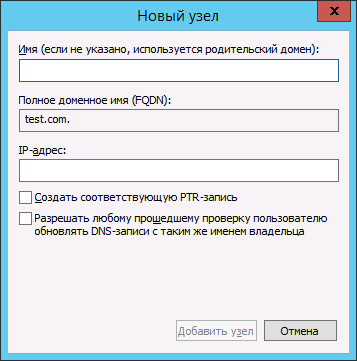 Новый узел
x
Имя (если не указано, используется родительский домен):
Полное доменное имя (FQDN):
test.com.
IP-адрес:
Создать соответствующую PTR-запись
Разрешать любому прошедшему проверку пользователю
обновлять DNS-записи с таким же именем владельца
Добавить узел
Отмена